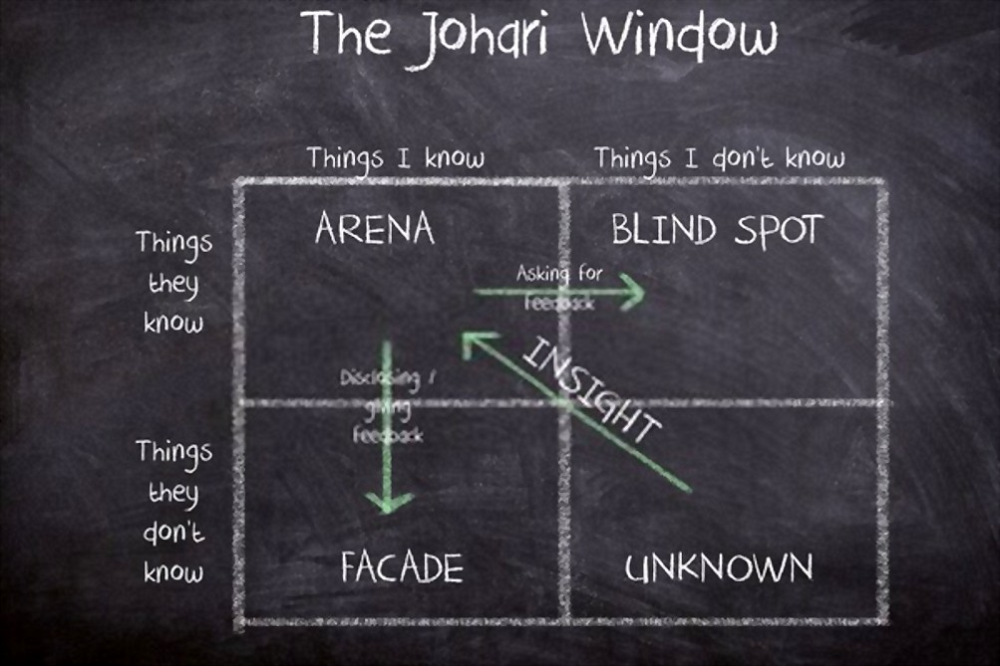 The Johari Window
Things I know
Things I don't know
Things
they
know
ARENA
BLIND SPOT
Asking for
feedback
INSIGHT
Disclosing /
giving
feedback
Things
they
don't
know
FACADE
UNKNOWN